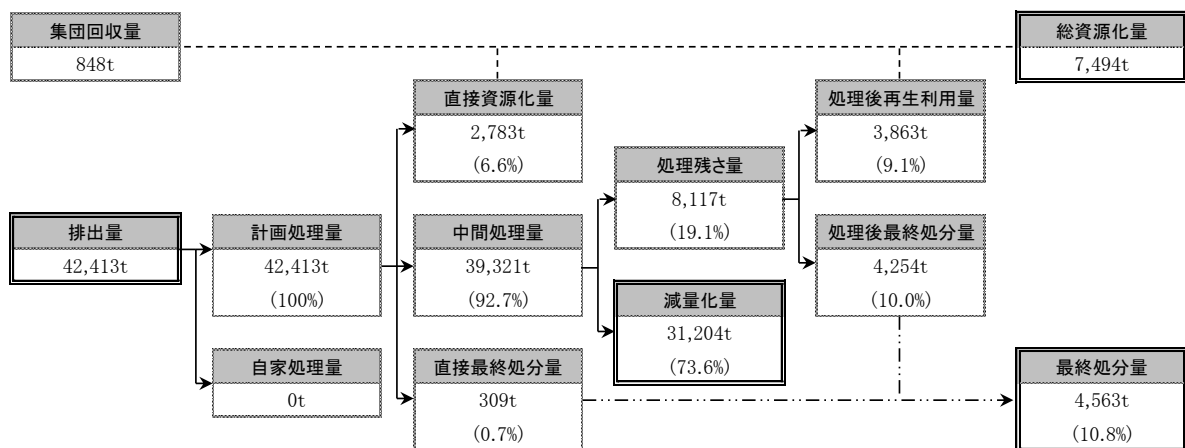 集団回収量
848t
総資源化量
7,494t
直接資源化量
2,783t
(6.6%)
処理後再生利用量
3,863t
(9.1%)
処理残さ量
8,117t
(19.1%)
排出量
42,413t
計画処理量
42,413t
(100%)
中間処理量
39,321t
(92.7%)
処理後最終処分量
4,254t
(10.0%)
減量化量
31,204t
(73.6%)
自家処理量
0t
直接最終処分量
309t
(0.7%)
最終処分量
4,563t
(10.8%)